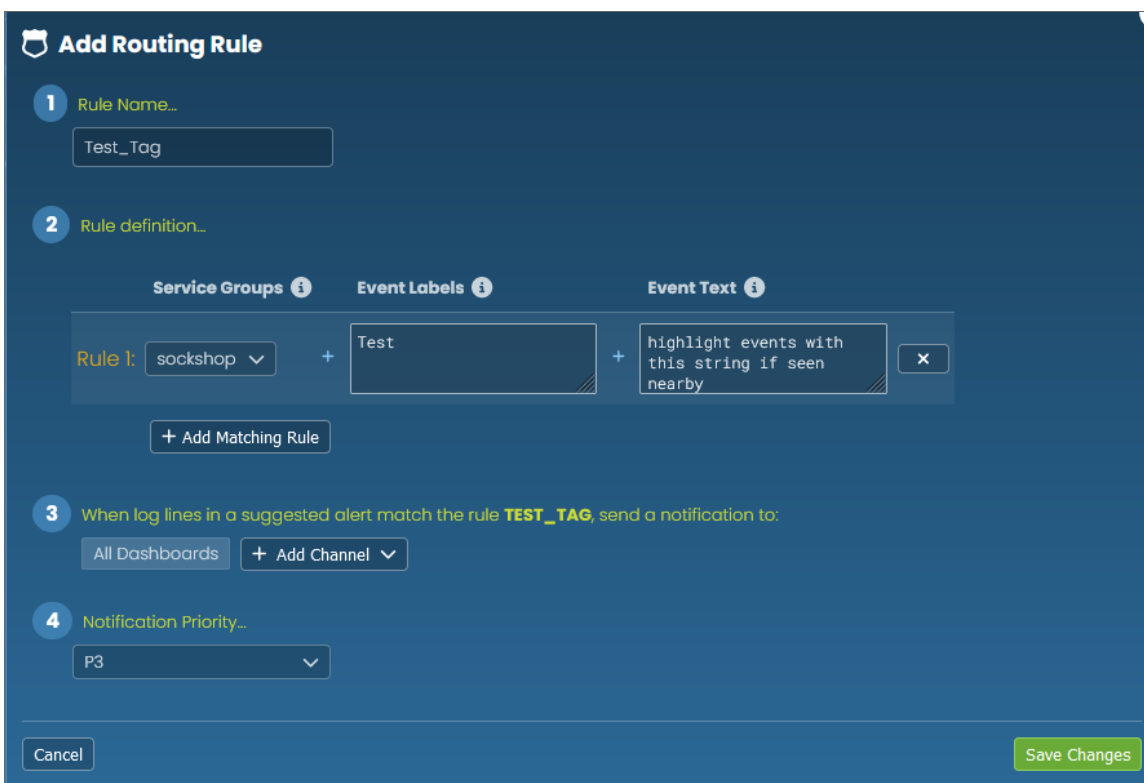 Add Routing Rule
1 Rule Name...
Test_Tag
2 Rule definition...
Service Groups i Event Labels i Event Text i
Rule 1: sockshop + Test + highlight events with
this string if seen
nearby
×
+ Add Matching Rule
3 When log lines in a suggested alert match the rule TEST_TAG, send a notification to:
All Dashboards + Add Channel
4 Notification Priority...
P3
Cancel Save Changes